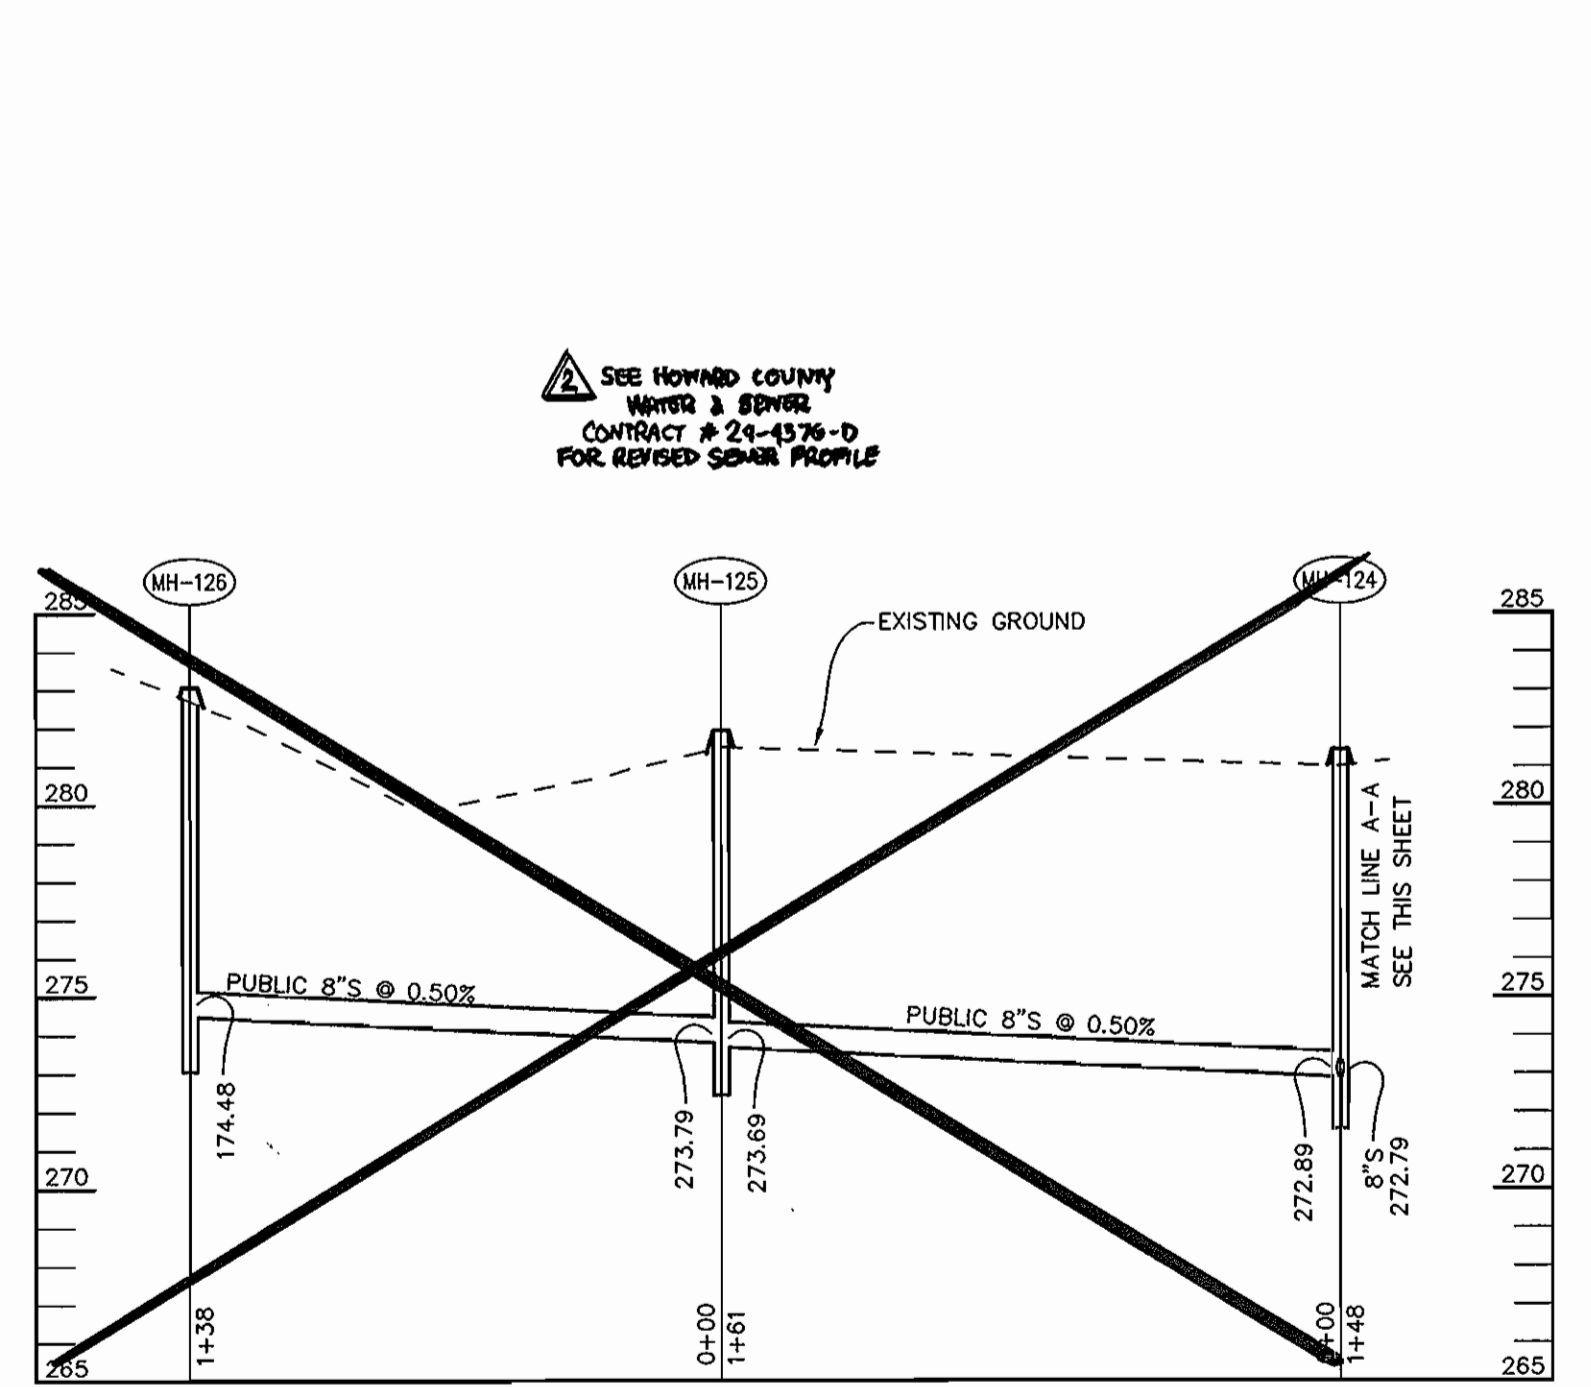 2 SEE HOWARD COUNTY
WATER & SEWER
CONTRACT # 24-4376-D
FOR REVISED SEWER PROFILE
MH-126
MH-125
MH-124
285
285
EXISTING GROUND
280
280
MATCH LINE A-A
SEE THIS SHEET
275
275
PUBLIC 8"S @ 0.50%
PUBLIC 8"S @ 0.50%
174.48
273.79
273.69
272.89
8"S
272.79
270
270
1+38
0+00
1+61
+00
1+48
265
265